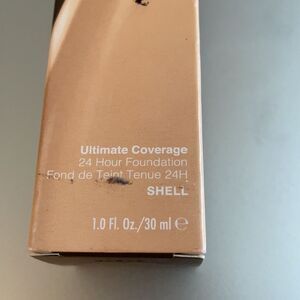 Ultimate Coverage
24 Hour Foundation
Fond de Teint Tenue 24H
SHELL
1.0 Fl. Oz./30 ml ℮